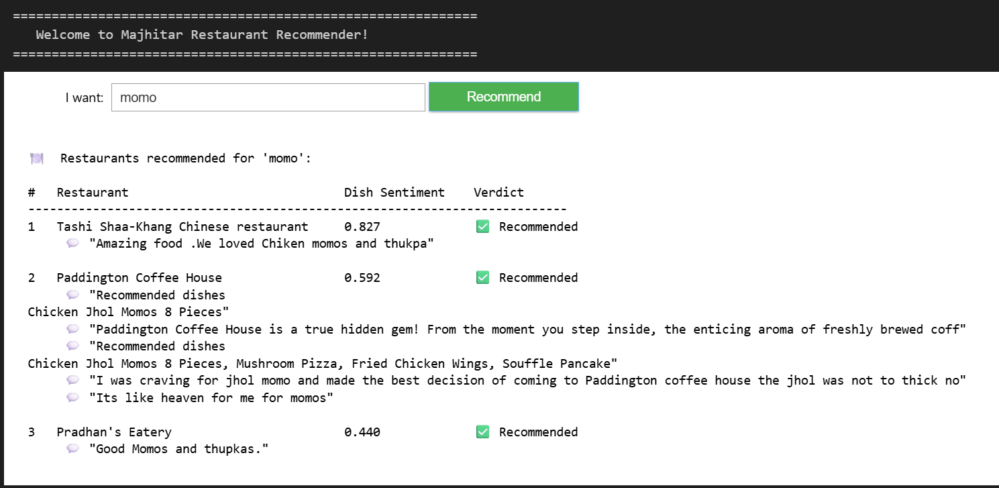 ============================================================
Welcome to Majhitar Restaurant Recommender!
============================================================
I want: momo Recommend
Restaurants recommended for 'momo':
# Restaurant Dish Sentiment Verdict
---------------------------------------------------------------------------
1 Tashi Shaa-Khang Chinese restaurant 0.827 ✅ Recommended
"Amazing food .We loved Chiken momos and thukpa"
2 Paddington Coffee House 0.592 ✅ Recommended
"Recommended dishes
Chicken Jhol Momos 8 Pieces"
"Paddington Coffee House is a true hidden gem! From the moment you step inside, the enticing aroma of freshly brewed coff"
"Recommended dishes
Chicken Jhol Momos 8 Pieces, Mushroom Pizza, Fried Chicken Wings, Souffle Pancake"
"I was craving for jhol momo and made the best decision of coming to Paddington coffee house the jhol was not to thick no"
"Its like heaven for me for momos"
3 Pradhan's Eatery 0.440 ✅ Recommended
"Good Momos and thupkas."